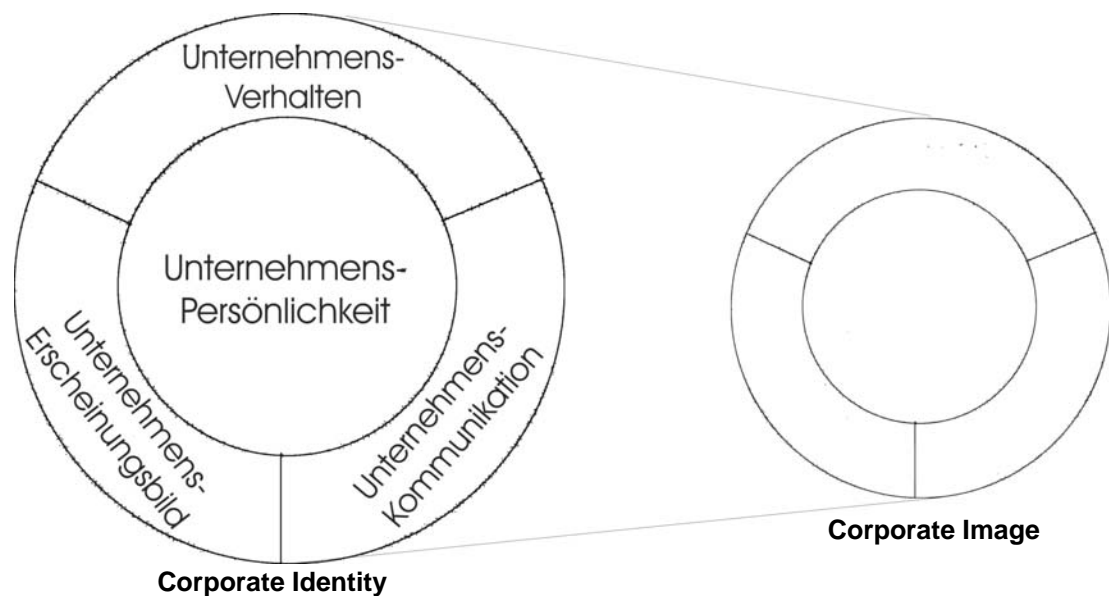 Unternehmens-
Verhalten
Unternehmens-
Persönlichkeit
Unternehmens-
Erscheinungsbild
Unternehmens-
Kommunikation
Corporate Identity
Corporate Image